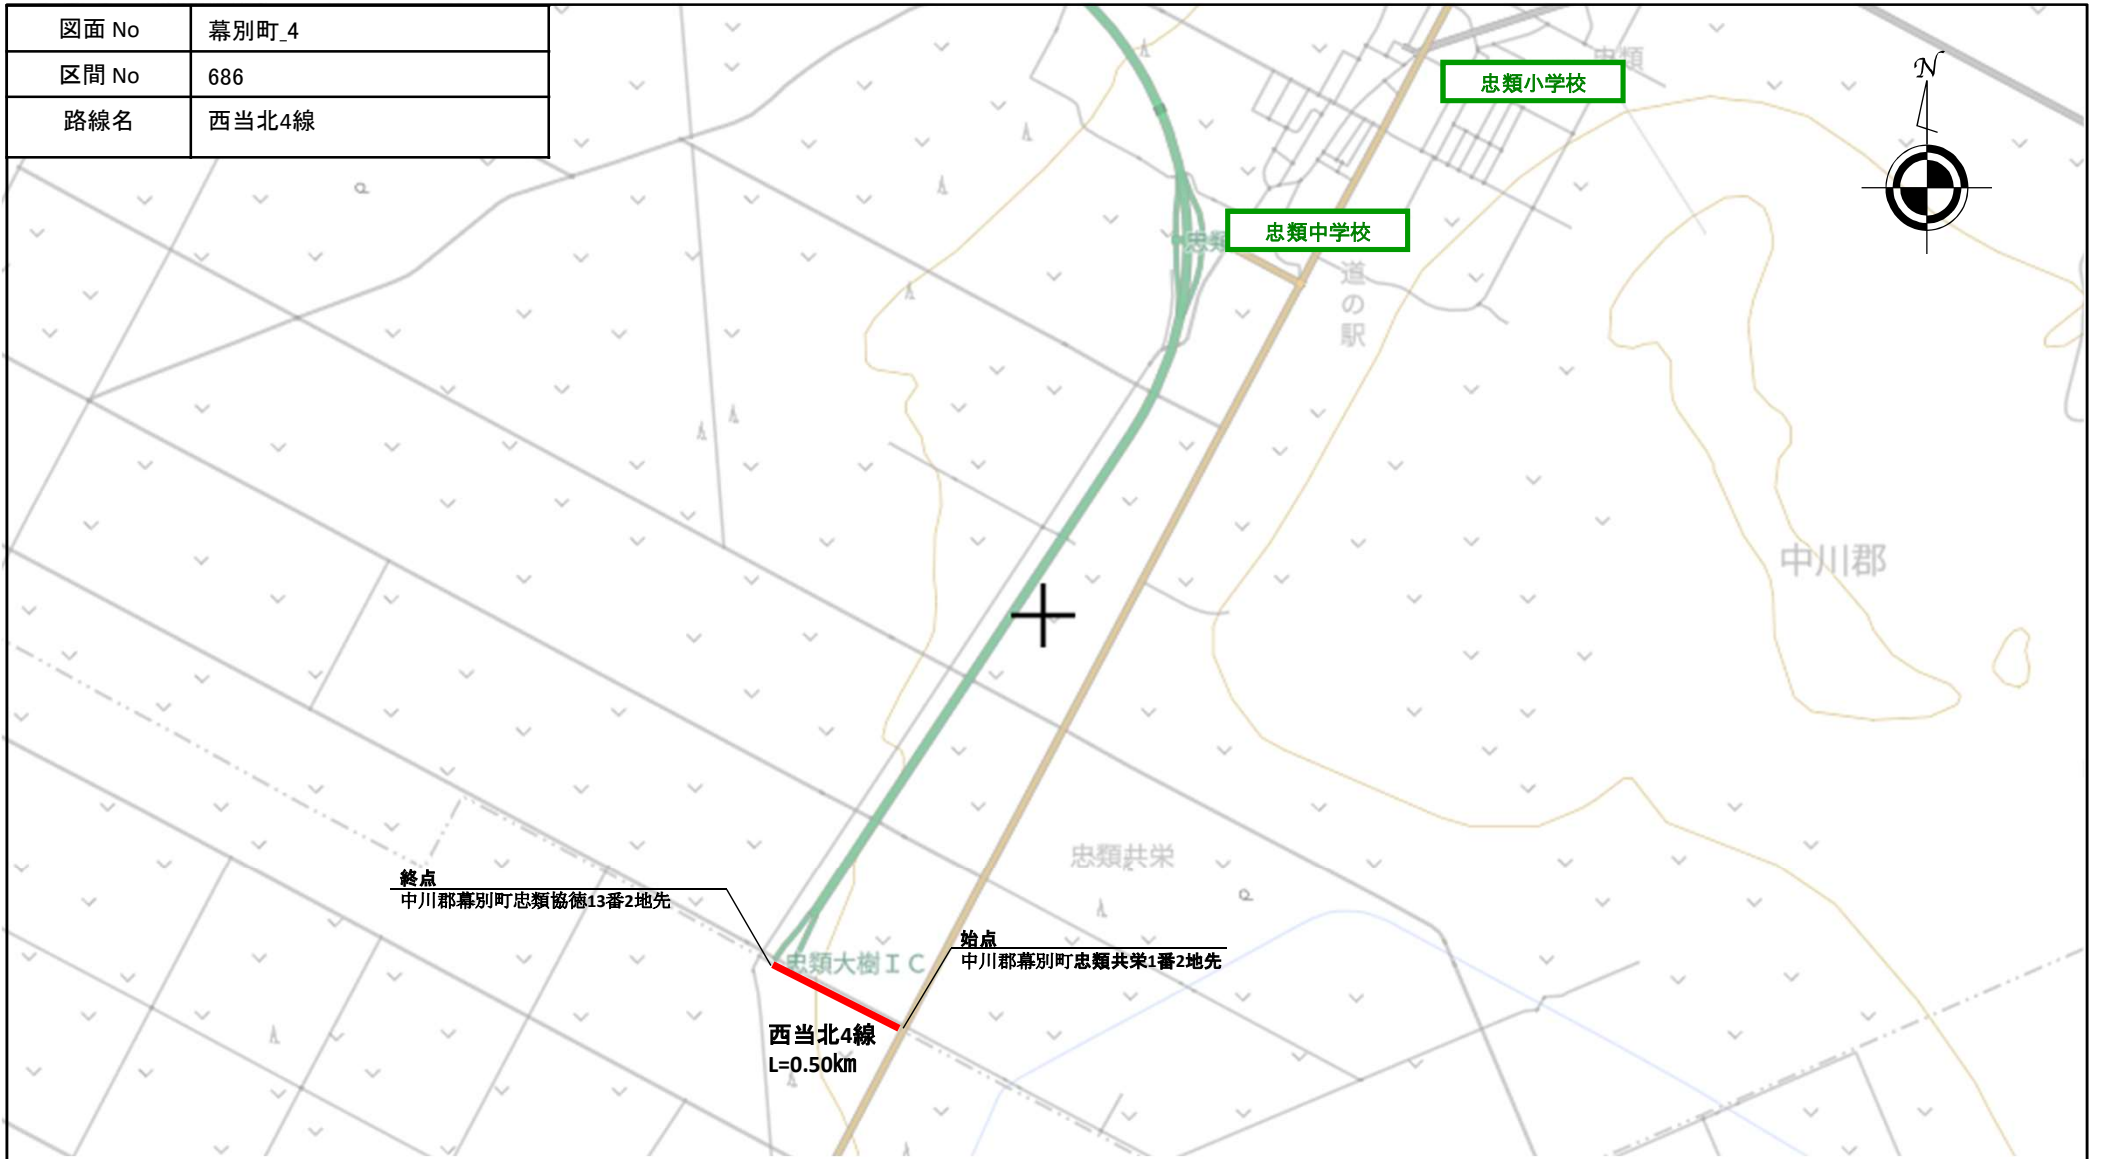 図面 No 幕別町_4
区間 No 686
路線名 西当北4線
N
忠類
忠類小学校
忠類中学校
忠類
道の駅
中川郡
忠類共栄
終点
中川郡幕別町忠類協徳13番2地先
始点
中川郡幕別町忠類共栄1番2地先
忠類大樹IC
西当北4線
L=0.50km